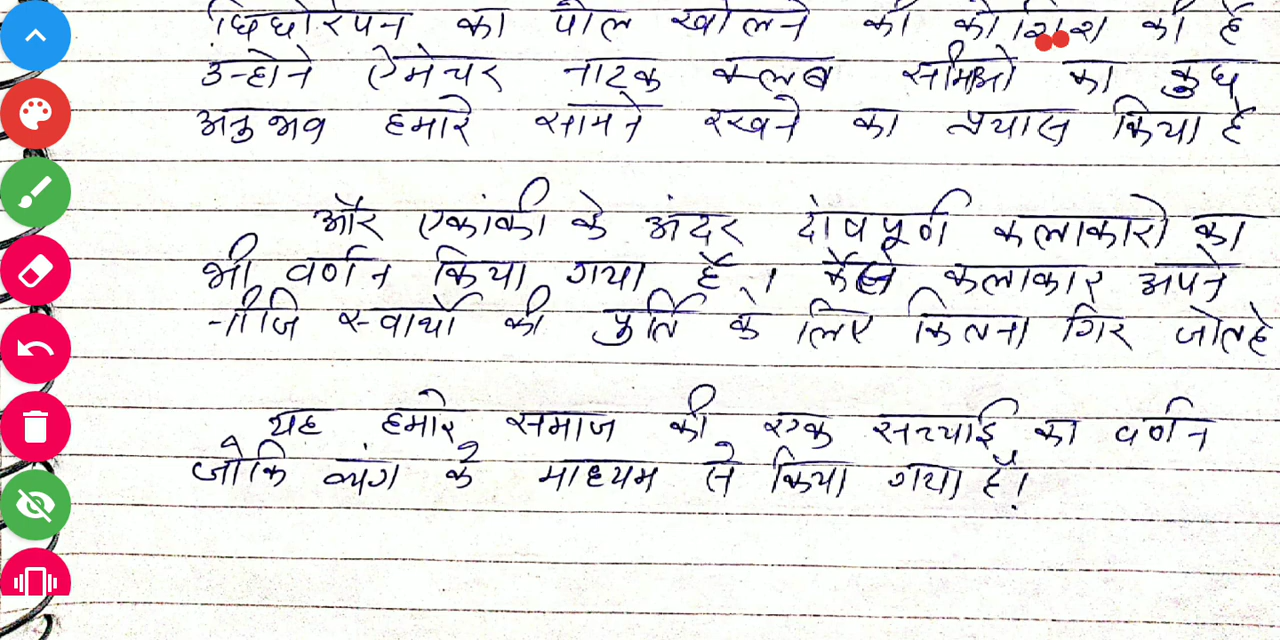 छिछोरेपन का पोल खोलने की कोशिश की है
उन्होने ऐमेचर नाटक क्लब समिओ का कुछ
अनुभव हमारे सामने रखने का प्रयास किया है
और एकांकी के अंदर दोषपूर्ण कलाकारो का
भी वर्णन किया गया है । कैसे कलाकार अपने
नीजि स्वार्थो की पुर्ति के लिए कितना गिर जातेहै
यह हमारे समाज की एक सच्चाई का वर्णन
जोकि व्यंग के माध्यम से किया गया है।